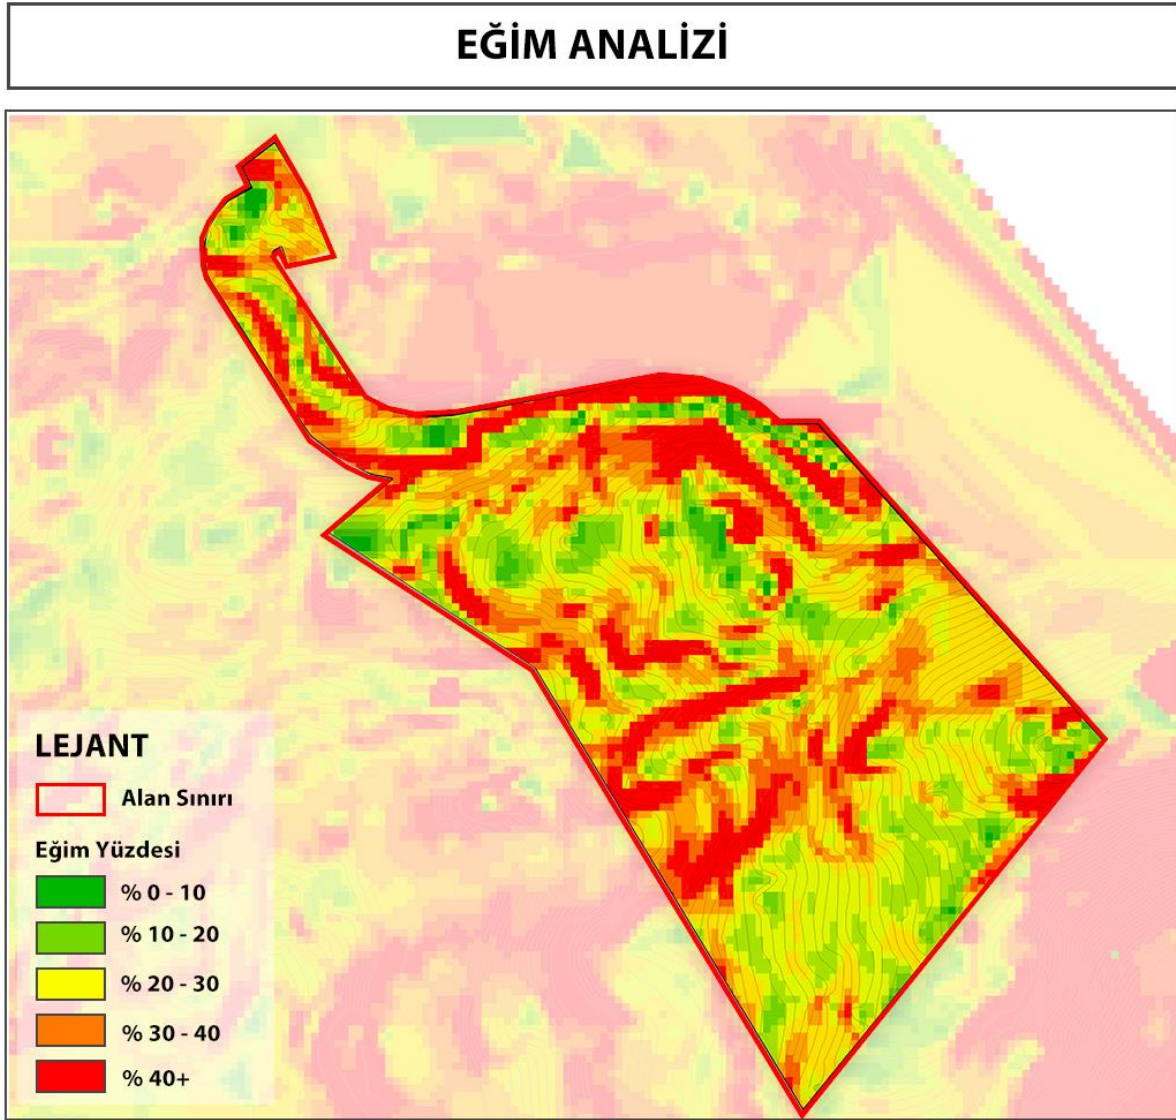 EĞİM ANALİZİ
LEJANT
Alan Sınırı
Eğim Yüzdesi
% 0 - 10
% 10 - 20
% 20 - 30
% 30 - 40
% 40+